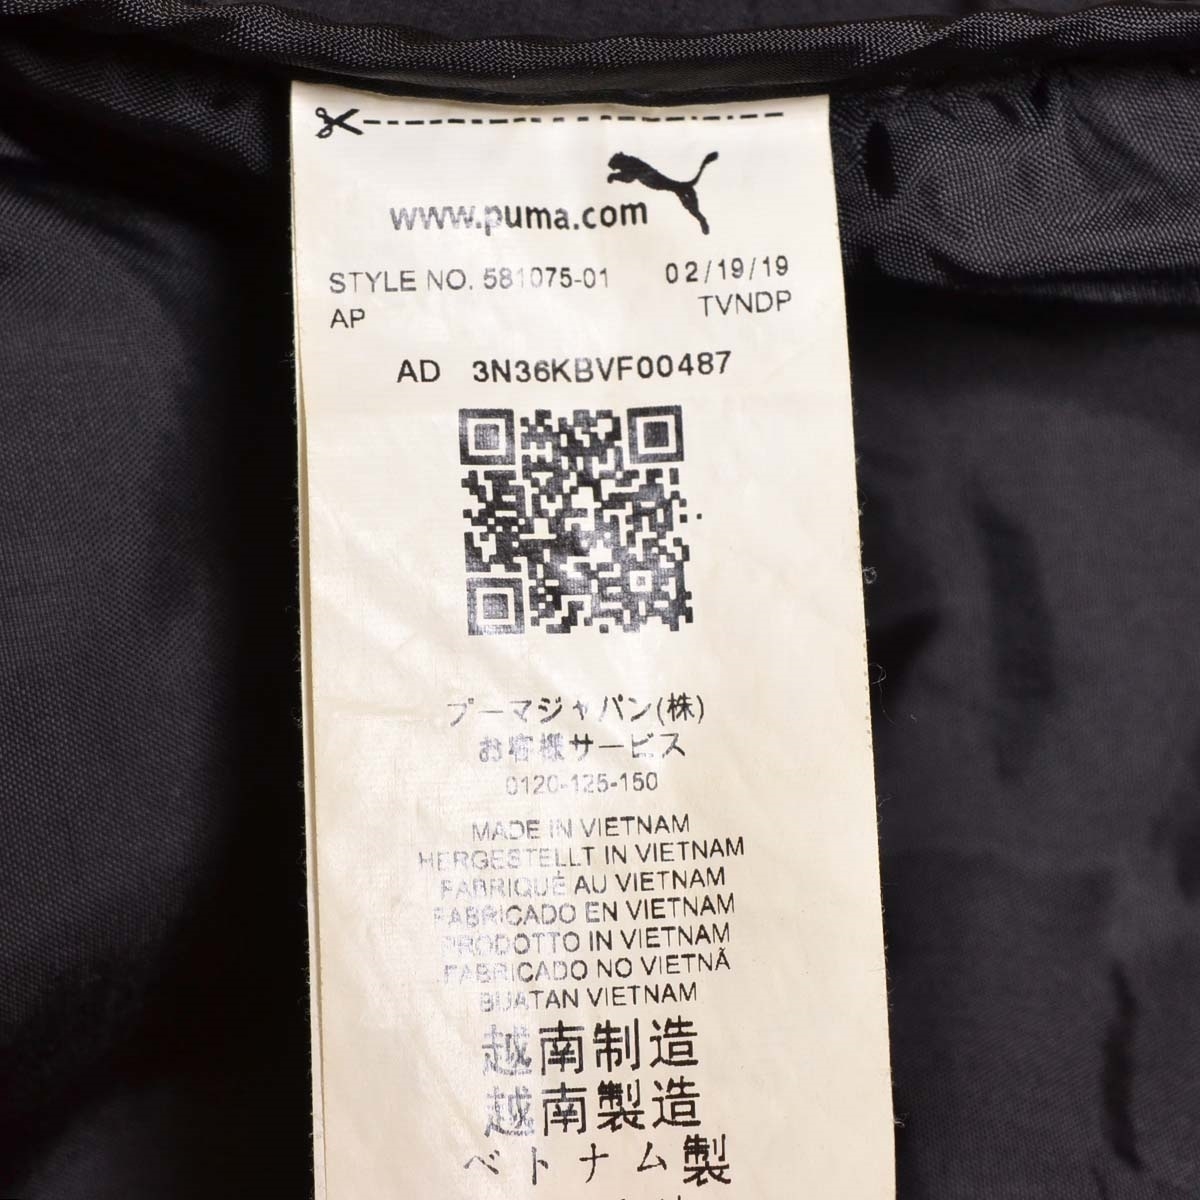 www.puma.com
STYLE NO. 581075-01 02/19/19
AP TVNDP
AD 3N36KBVF00487
プーマジャパン(株)
お客様サービス
0120-125-150
MADE IN VIETNAM
HERGESTELLT IN VIETNAM
FABRIQUÉ AU VIETNAM
FABRICADO EN VIETNAM
PRODOTTO IN VIETNAM
FABRICADO NO VIETNÃ
BUATAN VIETNAM
越南制造
越南製造
ベトナム製